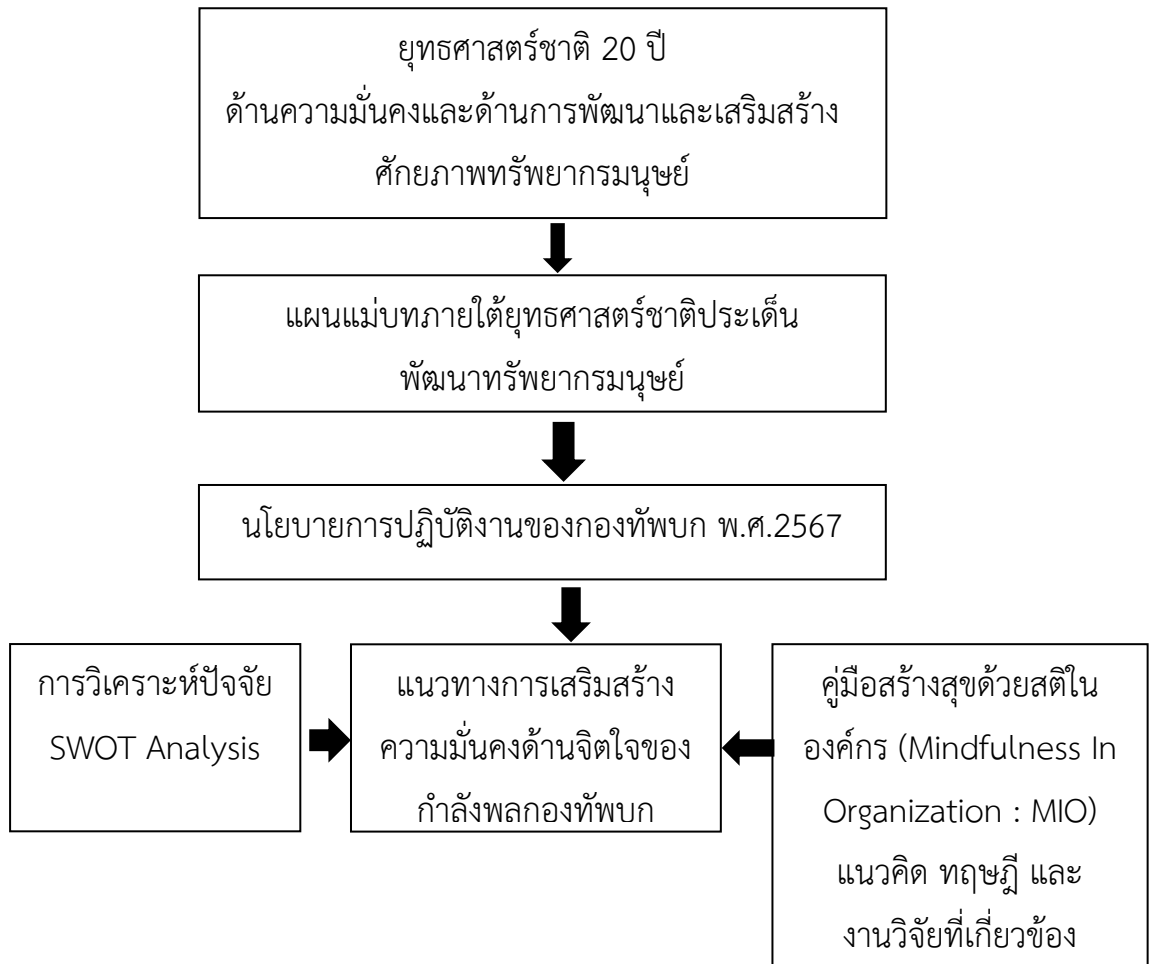 ยุทธศาสตร์ชาติ 20 ปี
ด้านความมั่นคงและด้านการพัฒนาและเสริมสร้าง
ศักยภาพทรัพยากรมนุษย์
แผนแม่บทภายใต้ยุทธศาสตร์ชาติประเด็น
พัฒนาทรัพยากรมนุษย์
นโยบายการปฏิบัติงานของกองทัพบก พ.ศ.2567
การวิเคราะห์ปัจจัย
SWOT Analysis
แนวทางการเสริมสร้าง
ความมั่นคงด้านจิตใจของ
กำลังพลกองทัพบก
คู่มือสร้างสุขด้วยสติใน
องค์กร (Mindfulness In
Organization : MIO)
แนวคิด ทฤษฎี และ
งานวิจัยที่เกี่ยวข้อง